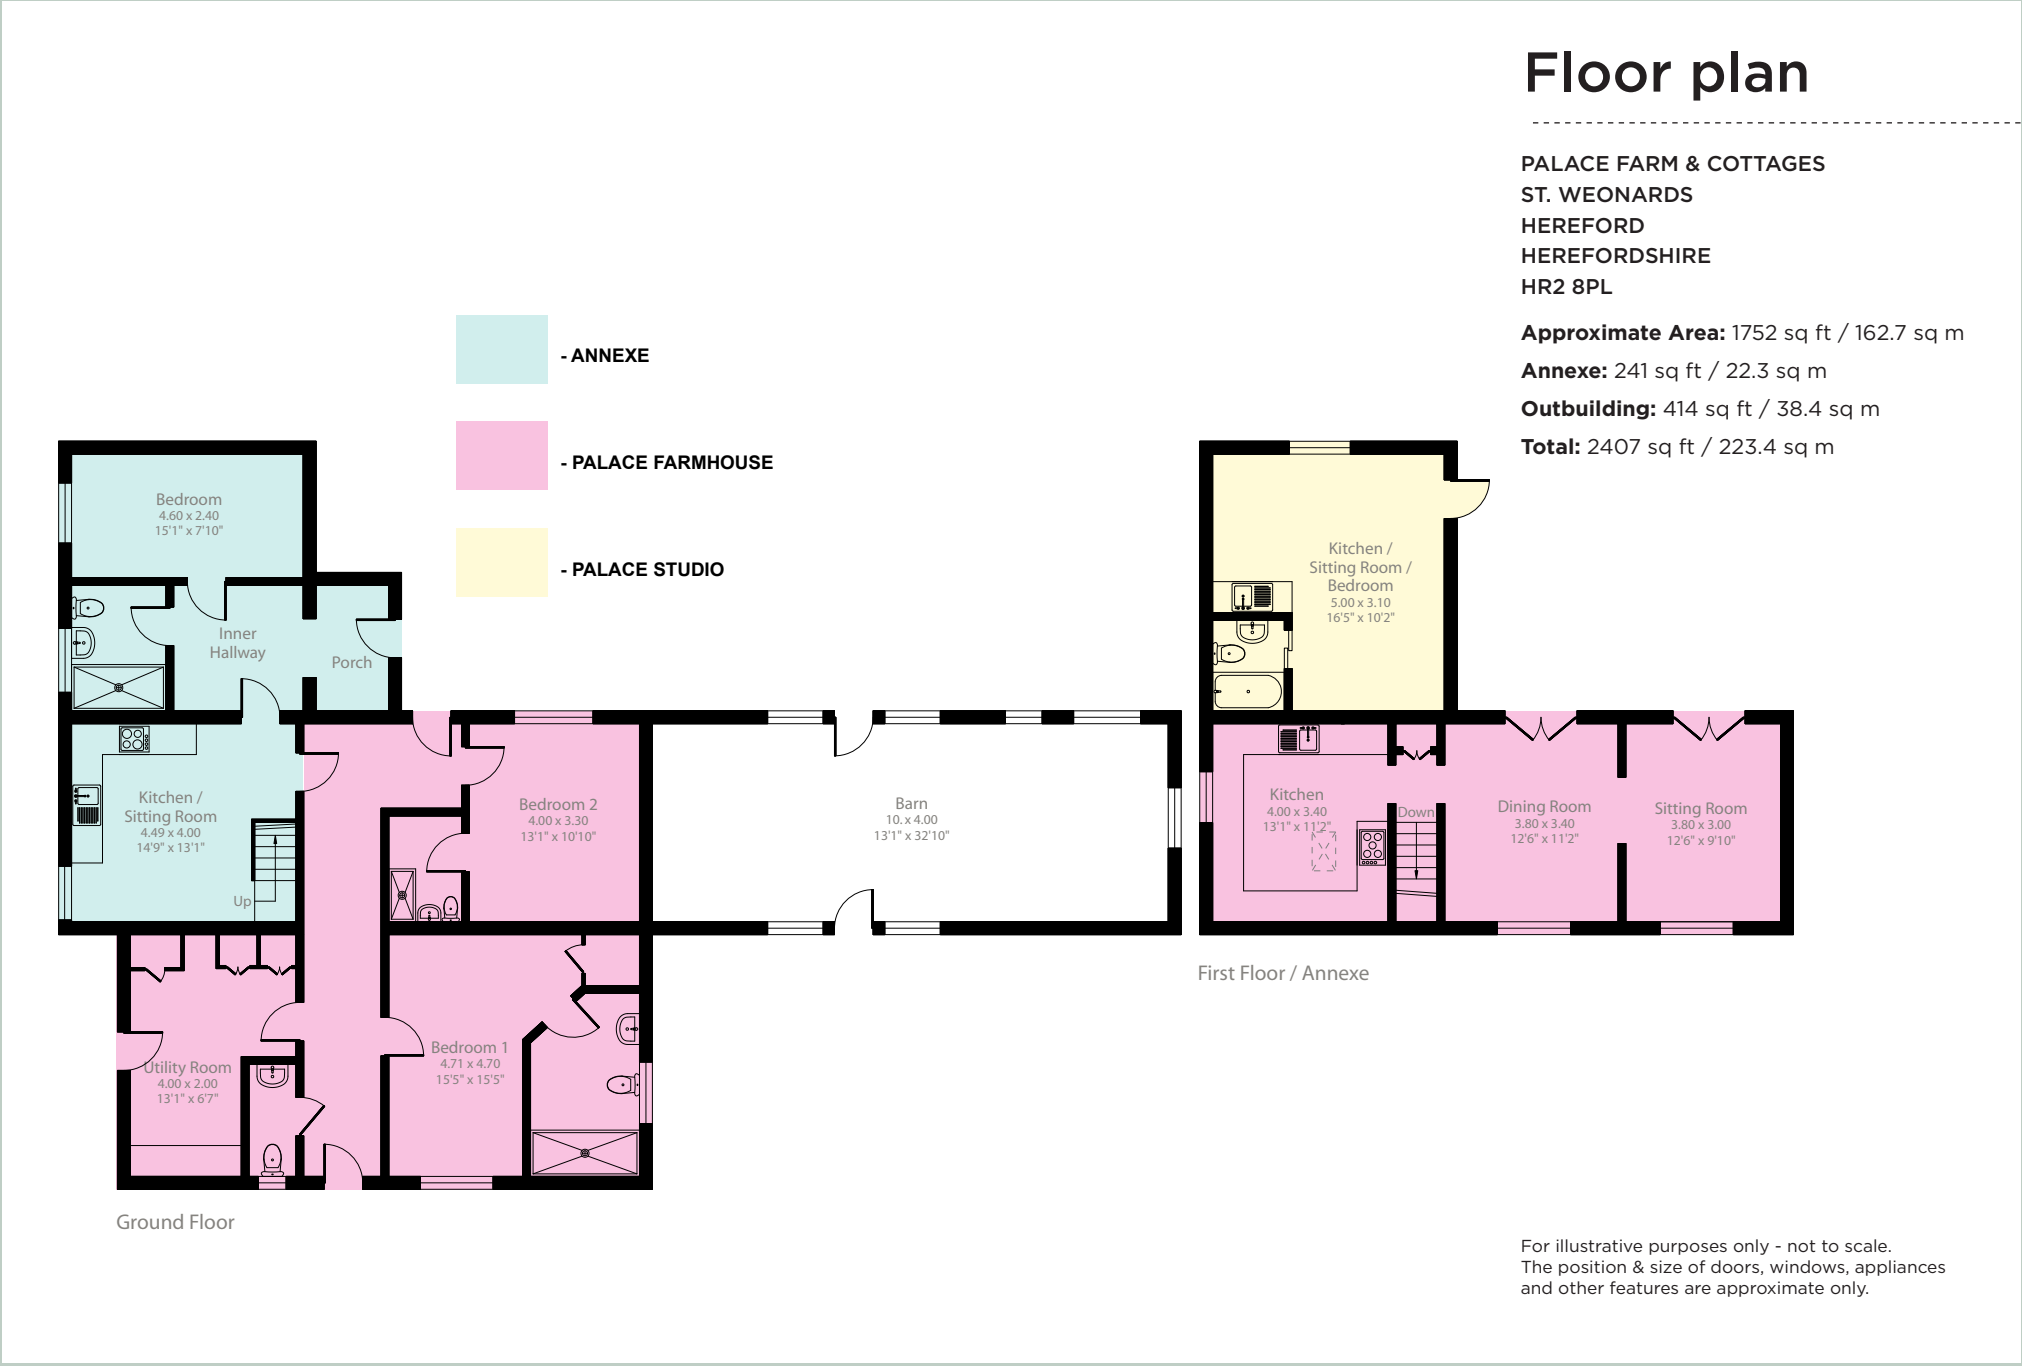 Floor plan
PALACE FARM & COTTAGES
ST. WEONARDS
HEREFORD
HEREFORDSHIRE
HR2 8PL
Approximate Area: 1752 sq ft / 162.7 sq m
Annexe: 241 sq ft / 22.3 sq m
Outbuilding: 414 sq ft / 38.4 sq m
Total: 2407 sq ft / 223.4 sq m
- ANNEXE
- PALACE FARMHOUSE
- PALACE STUDIO
Bedroom
4.60 x 2.40
15'1" x 7'10"
Inner
Hallway
Porch
Kitchen /
Sitting Room
4.49 x 4.00
14'9" x 13'1"
Up
Bedroom 2
4.00 x 3.30
13'1" x 10'10"
Barn
10. x 4.00
13'1" x 32'10"
Utility Room
4.00 x 2.00
13'1" x 6'7"
Bedroom 1
4.71 x 4.70
15'5" x 15'5"
Ground Floor
Kitchen /
Sitting Room /
Bedroom
5.00 x 3.10
16'5" x 10'2"
Kitchen
4.00 x 3.40
13'1" x 11'2"
Down
Dining Room
3.80 x 3.40
12'6" x 11'2"
Sitting Room
3.80 x 3.00
12'6" x 9'10"
First Floor / Annexe
For illustrative purposes only - not to scale.
The position & size of doors, windows, appliances
and other features are approximate only.